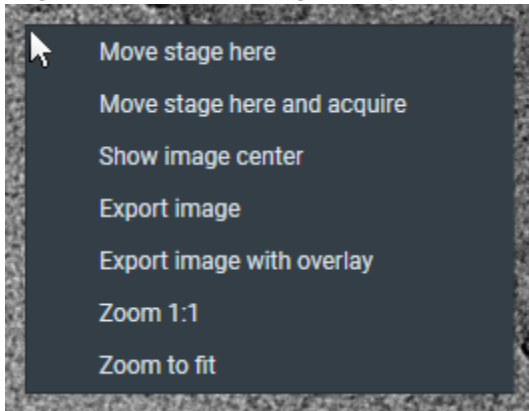 Move stage here
Move stage here and acquire
Show image center
Export image
Export image with overlay
Zoom 1:1
Zoom to fit